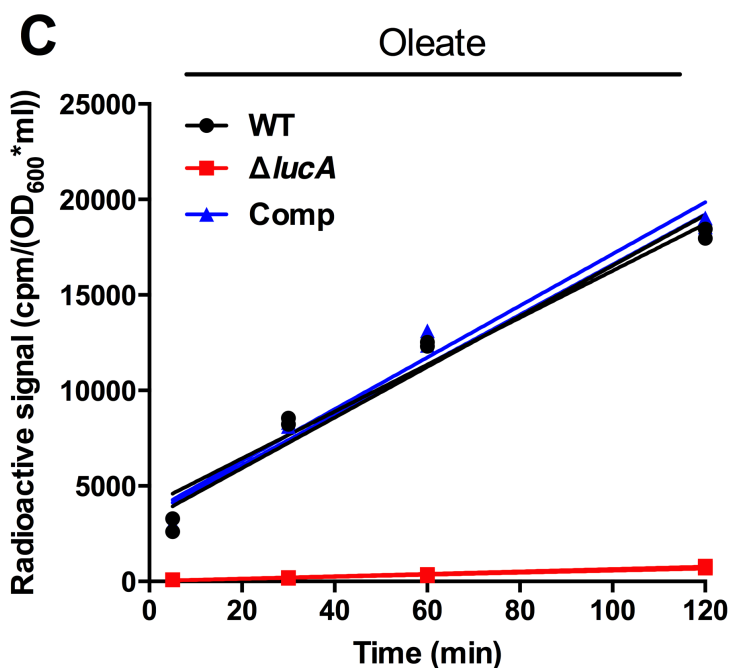 C
Oleate
Radioactive signal (cpm/(OD600*ml))
25000
20000
15000
10000
5000
0
WT
ΔlucA
Comp
0 20 40 60 80 100 120
Time (min)